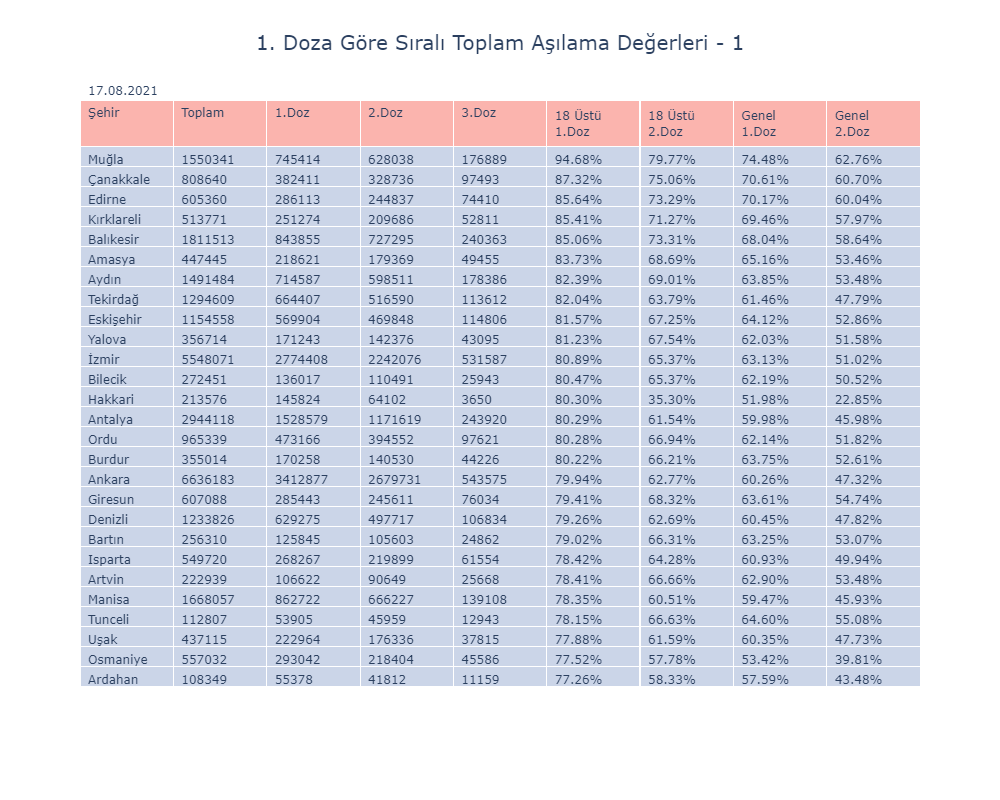 1. Doza Göre Sıralı Toplam Aşılama Değerleri - 1
17.08.2021
Şehir Toplam 1.Doz 2.Doz 3.Doz 18 Üstü 1.Doz 18 Üstü 2.Doz Genel 1.Doz Genel 2.Doz
Muğla 1550341 745414 628038 176889 94.68% 79.77% 74.48% 62.76%
Çanakkale 808640 382411 328736 97493 87.32% 75.06% 70.61% 60.70%
Edirne 605360 286113 244837 74410 85.64% 73.29% 70.17% 60.04%
Kırklareli 513771 251274 209686 52811 85.41% 71.27% 69.46% 57.97%
Balıkesir 1811513 843855 727295 240363 85.06% 73.31% 68.04% 58.64%
Amasya 447445 218621 179369 49455 83.73% 68.69% 65.16% 53.46%
Aydın 1491484 714587 598511 178386 82.39% 69.01% 63.85% 53.48%
Tekirdağ 1294609 664407 516590 113612 82.04% 63.79% 61.46% 47.79%
Eskişehir 1154558 569904 469848 114806 81.57% 67.25% 64.12% 52.86%
Yalova 356714 171243 142376 43095 81.23% 67.54% 62.03% 51.58%
İzmir 5548071 2774408 2242076 531587 80.89% 65.37% 63.13% 51.02%
Bilecik 272451 136017 110491 25943 80.47% 65.37% 62.19% 50.52%
Hakkari 213576 145824 64102 3650 80.30% 35.30% 51.98% 22.85%
Antalya 2944118 1528579 1171619 243920 80.29% 61.54% 59.98% 45.98%
Ordu 965339 473166 394552 97621 80.28% 66.94% 62.14% 51.82%
Burdur 355014 170258 140530 44226 80.22% 66.21% 63.75% 52.61%
Ankara 6636183 3412877 2679731 543575 79.94% 62.77% 60.26% 47.32%
Giresun 607088 285443 245611 76034 79.41% 68.32% 63.61% 54.74%
Denizli 1233826 629275 497717 106834 79.26% 62.69% 60.45% 47.82%
Bartın 256310 125845 105603 24862 79.02% 66.31% 63.25% 53.07%
Isparta 549720 268267 219899 61554 78.42% 64.28% 60.93% 49.94%
Artvin 222939 106622 90649 25668 78.41% 66.66% 62.90% 53.48%
Manisa 1668057 862722 666227 139108 78.35% 60.51% 59.47% 45.93%
Tunceli 112807 53905 45959 12943 78.15% 66.63% 64.60% 55.08%
Uşak 437115 222964 176336 37815 77.88% 61.59% 60.35% 47.73%
Osmaniye 557032 293042 218404 45586 77.52% 57.78% 53.42% 39.81%
Ardahan 108349 55378 41812 11159 77.26% 58.33% 57.59% 43.48%